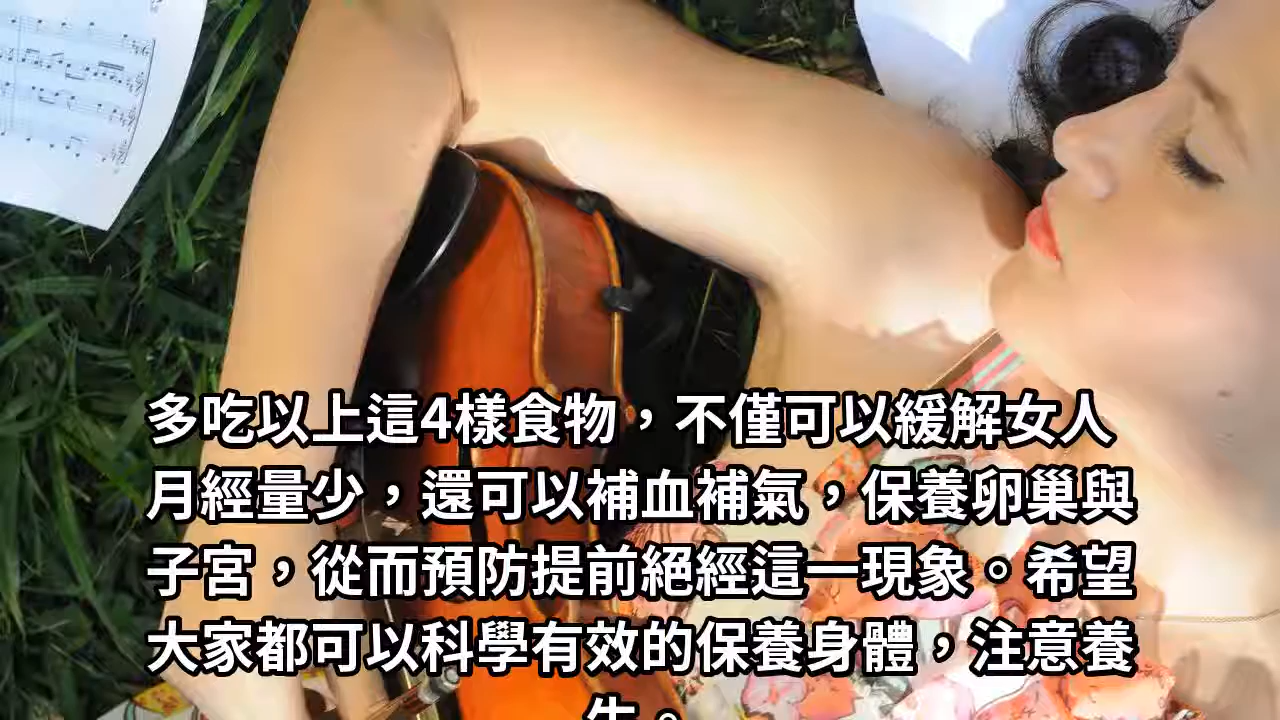 多吃以上這4樣食物，不僅可以緩解女人
月經量少，還可以補血補氣，保養卵巢與
子宮，從而預防提前絕經這一現象。希望
大家都可以科學有效的保養身體，注意養
生。